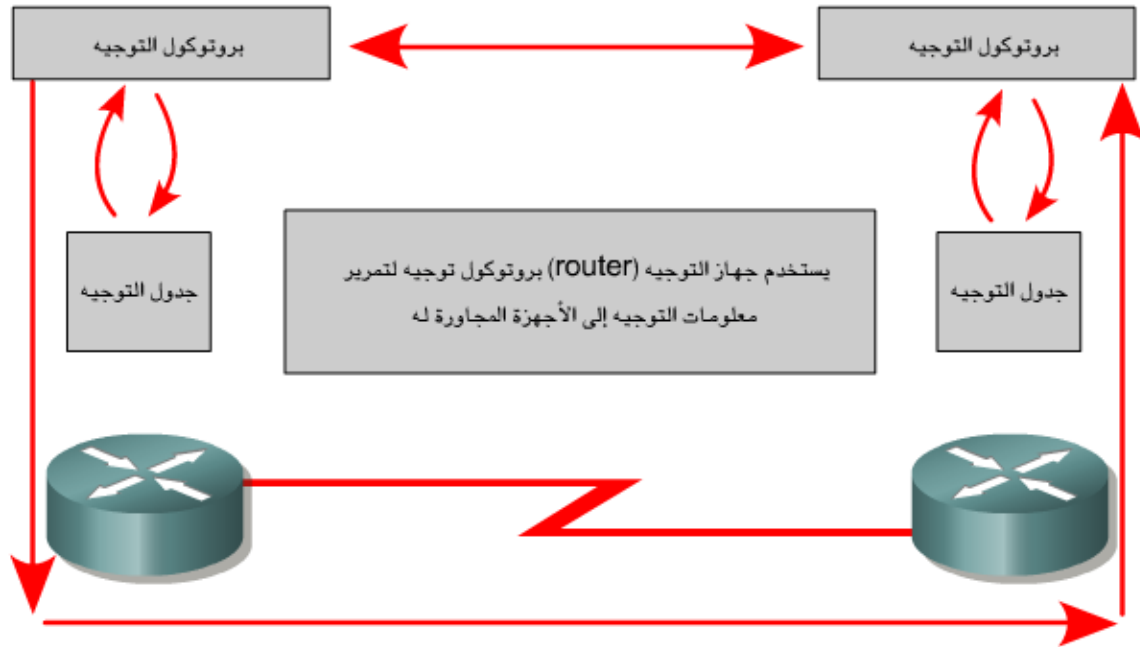 بروتوكول التوجيه
بروتوكول التوجيه
جدول التوجيه
يستخدم جهاز التوجيه (router) بروتوكول توجيه لتمرير
معلومات التوجيه إلى الأجهزة المجاورة له
جدول التوجيه